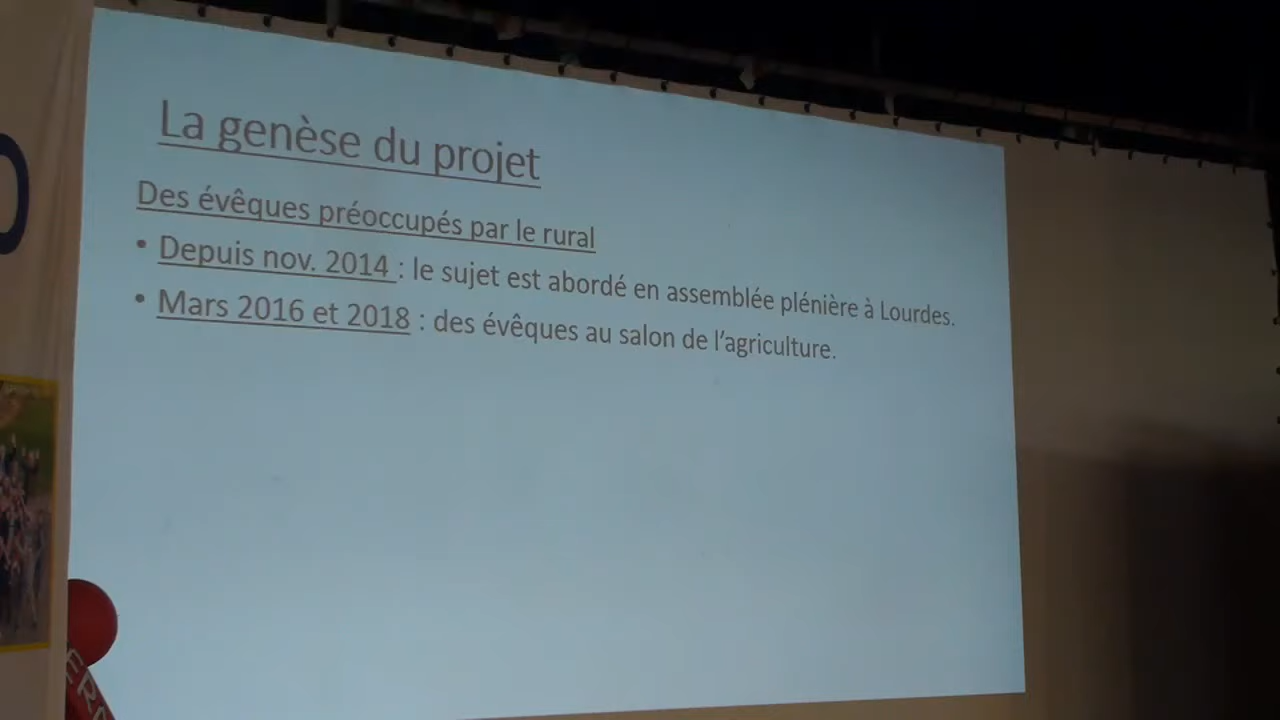 La genèse du projet
Des évêques préoccupés par le rural
• Depuis nov. 2014 : le sujet est abordé en assemblée plénière à Lourdes.
• Mars 2016 et 2018 : des évêques au salon de l'agriculture.